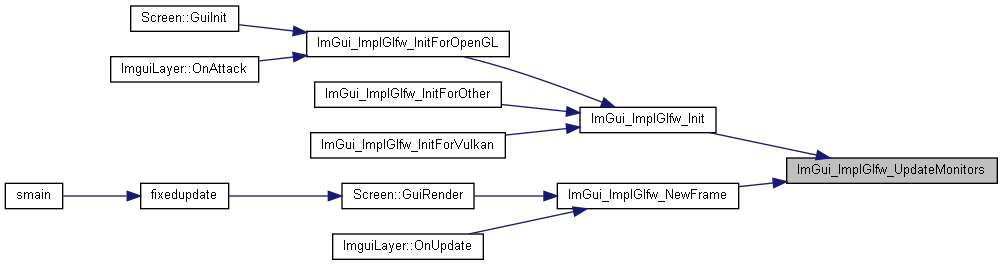 Screen::GuiInit
ImGui_ImplGlfw_InitForOpenGL
ImguiLayer::OnAttack
ImGui_ImplGlfw_InitForOther
ImGui_ImplGlfw_Init
ImGui_ImplGlfw_InitForVulkan
ImGui_ImplGlfw_UpdateMonitors
smain
fixedupdate
Screen::GuiRender
ImGui_ImplGlfw_NewFrame
ImguiLayer::OnUpdate